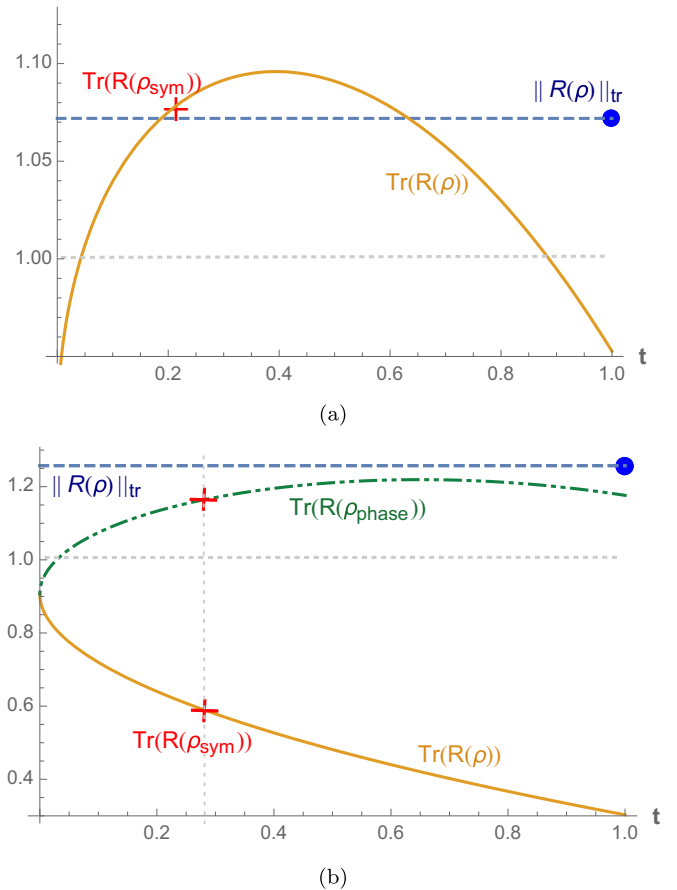 1.10
Tr(R(ρsym))
|| R(ρ) ||tr
1.05
Tr(R(ρ))
1.00
t
0.2 0.4 0.6 0.8 1.0
(a)
1.2
|| R(ρ) ||tr
Tr(R(ρphase))
1.0
0.8
0.6
Tr(R(ρsym))
Tr(R(ρ))
0.4
t
0.2 0.4 0.6 0.8 1.0
(b)